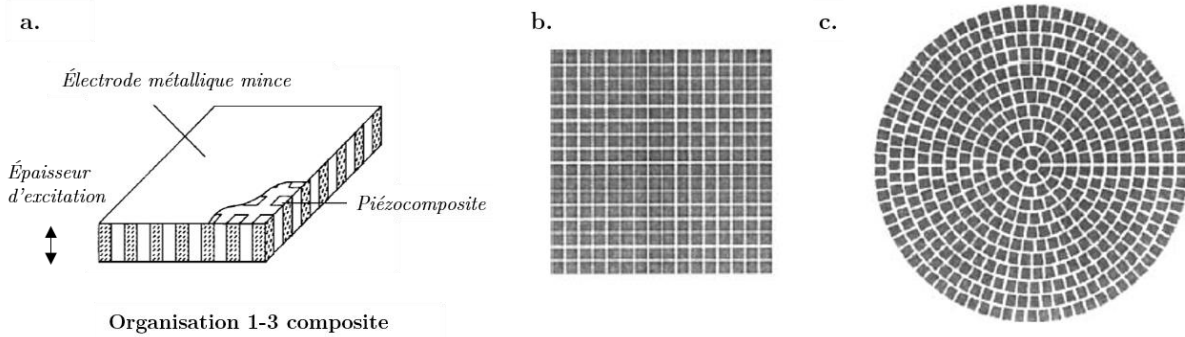 a.
Électrode métallique mince
Épaisseur
d'excitation
Piézocomposite
Organisation 1-3 composite
b.
c.